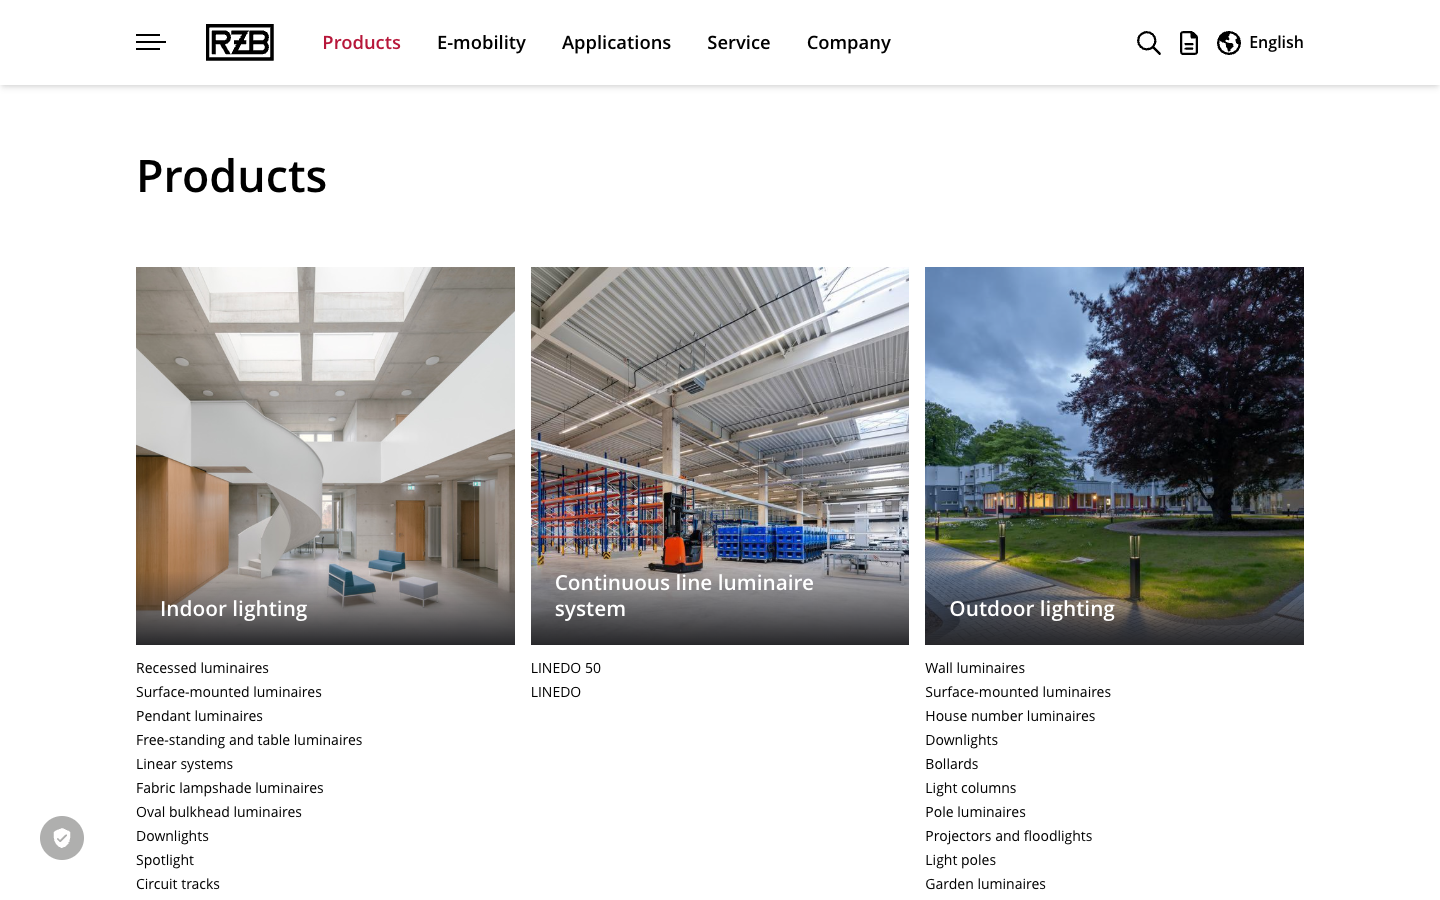 RZB
Products
E-mobility
Applications
Service
Company
English
Products
Indoor lighting
Continuous line luminaire
system
Outdoor lighting
Recessed luminaires
Surface-mounted luminaires
Pendant luminaires
Free-standing and table luminaires
Linear systems
Fabric lampshade luminaires
Oval bulkhead luminaires
Downlights
Spotlight
Circuit tracks
LINEDO 50
LINEDO
Wall luminaires
Surface-mounted luminaires
House number luminaires
Downlights
Bollards
Light columns
Pole luminaires
Projectors and floodlights
Light poles
Garden luminaires